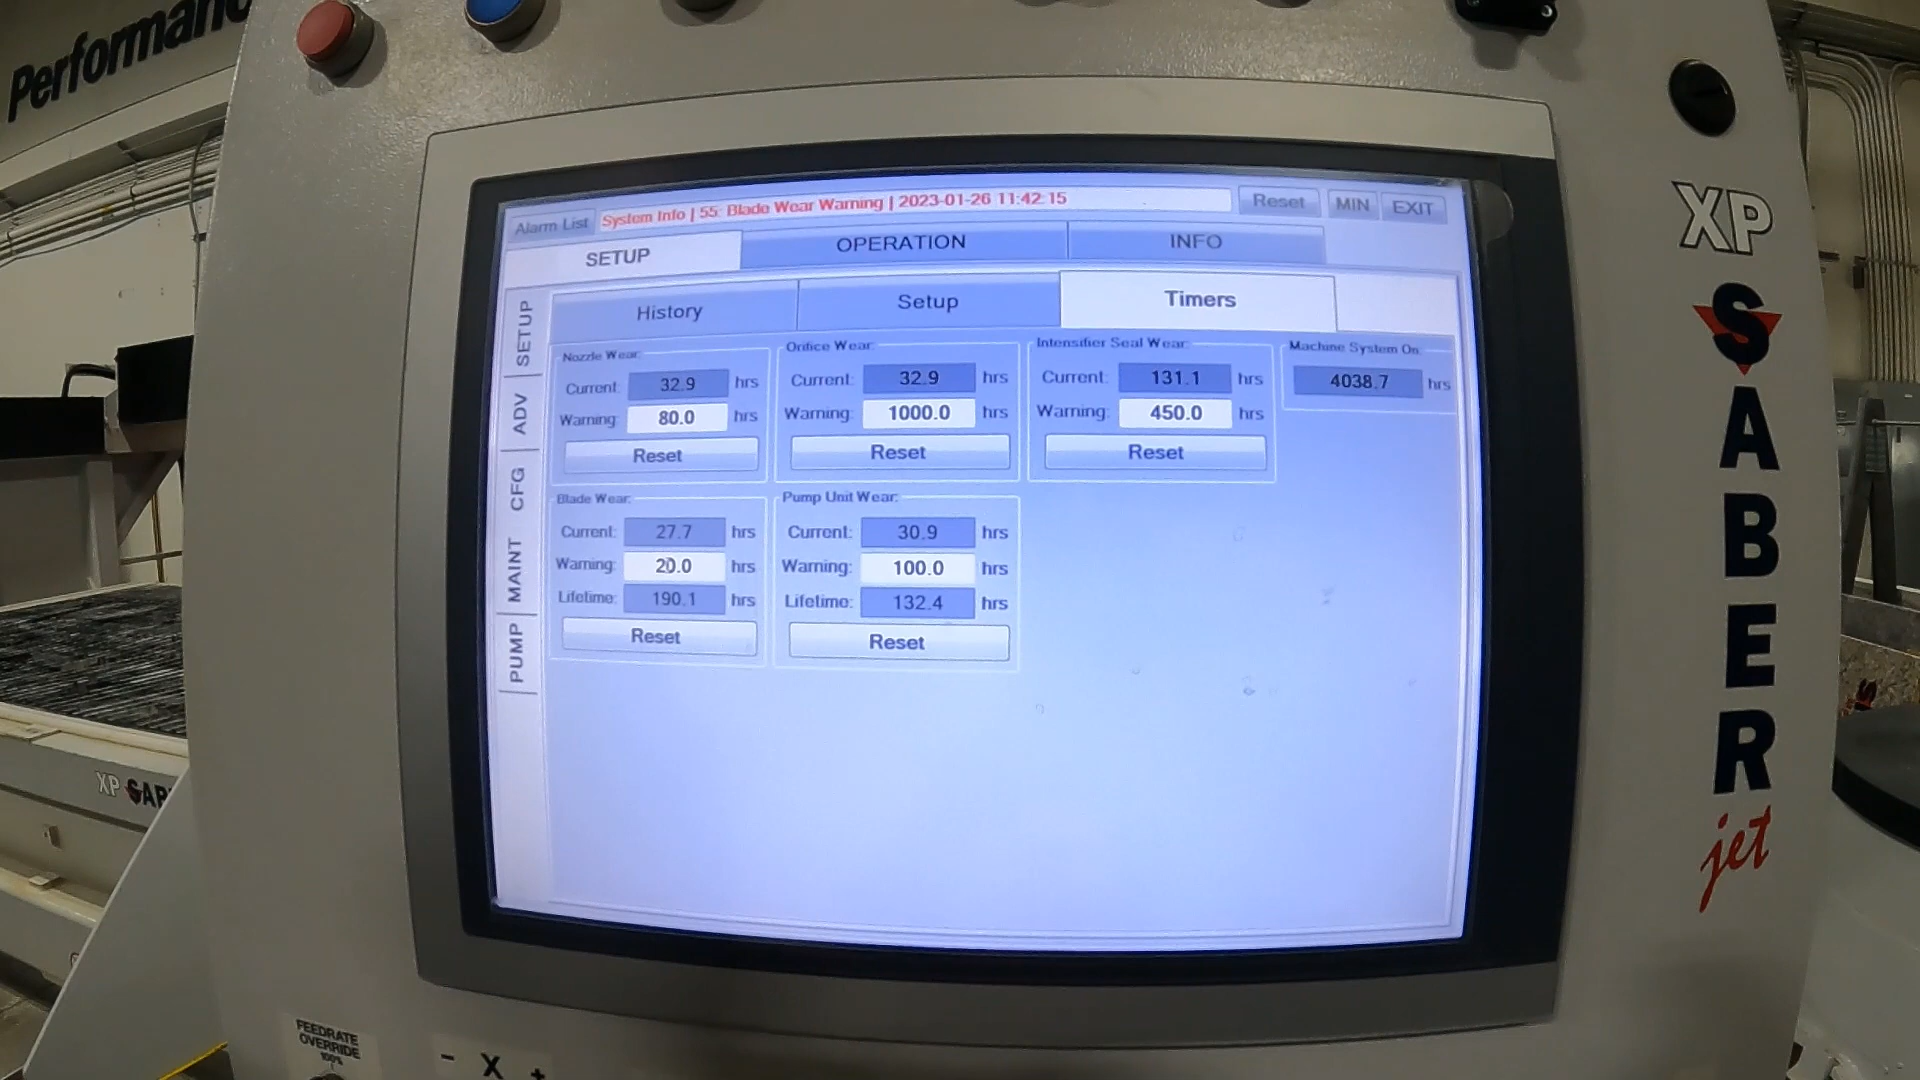 Performanc
Alarm List
System Info | 55: Blade Wear Warning | 2023-01-26 11:42:15
Reset
MIN
EXIT
SETUP
OPERATION
INFO
History
Setup
Timers
SETUP
ADV
CFG
MAINT
PUMP
Nozzle Wear:
Current: 32.9 hrs
Warning: 80.0 hrs
Reset
Orifice Wear:
Current: 32.9 hrs
Warning: 1000.0 hrs
Reset
Intensifier Seal Wear:
Current: 131.1 hrs
Warning: 450.0 hrs
Reset
Machine System On:
4038.7 hrs
Blade Wear:
Current: 27.7 hrs
Warning: 20.0 hrs
Lifetime: 190.1 hrs
Reset
Pump Unit Wear:
Current: 30.9 hrs
Warning: 100.0 hrs
Lifetime: 132.4 hrs
Reset
XP
SABER
jet
XP SABE
FEEDRATE
OVERRIDE
100%
- X +